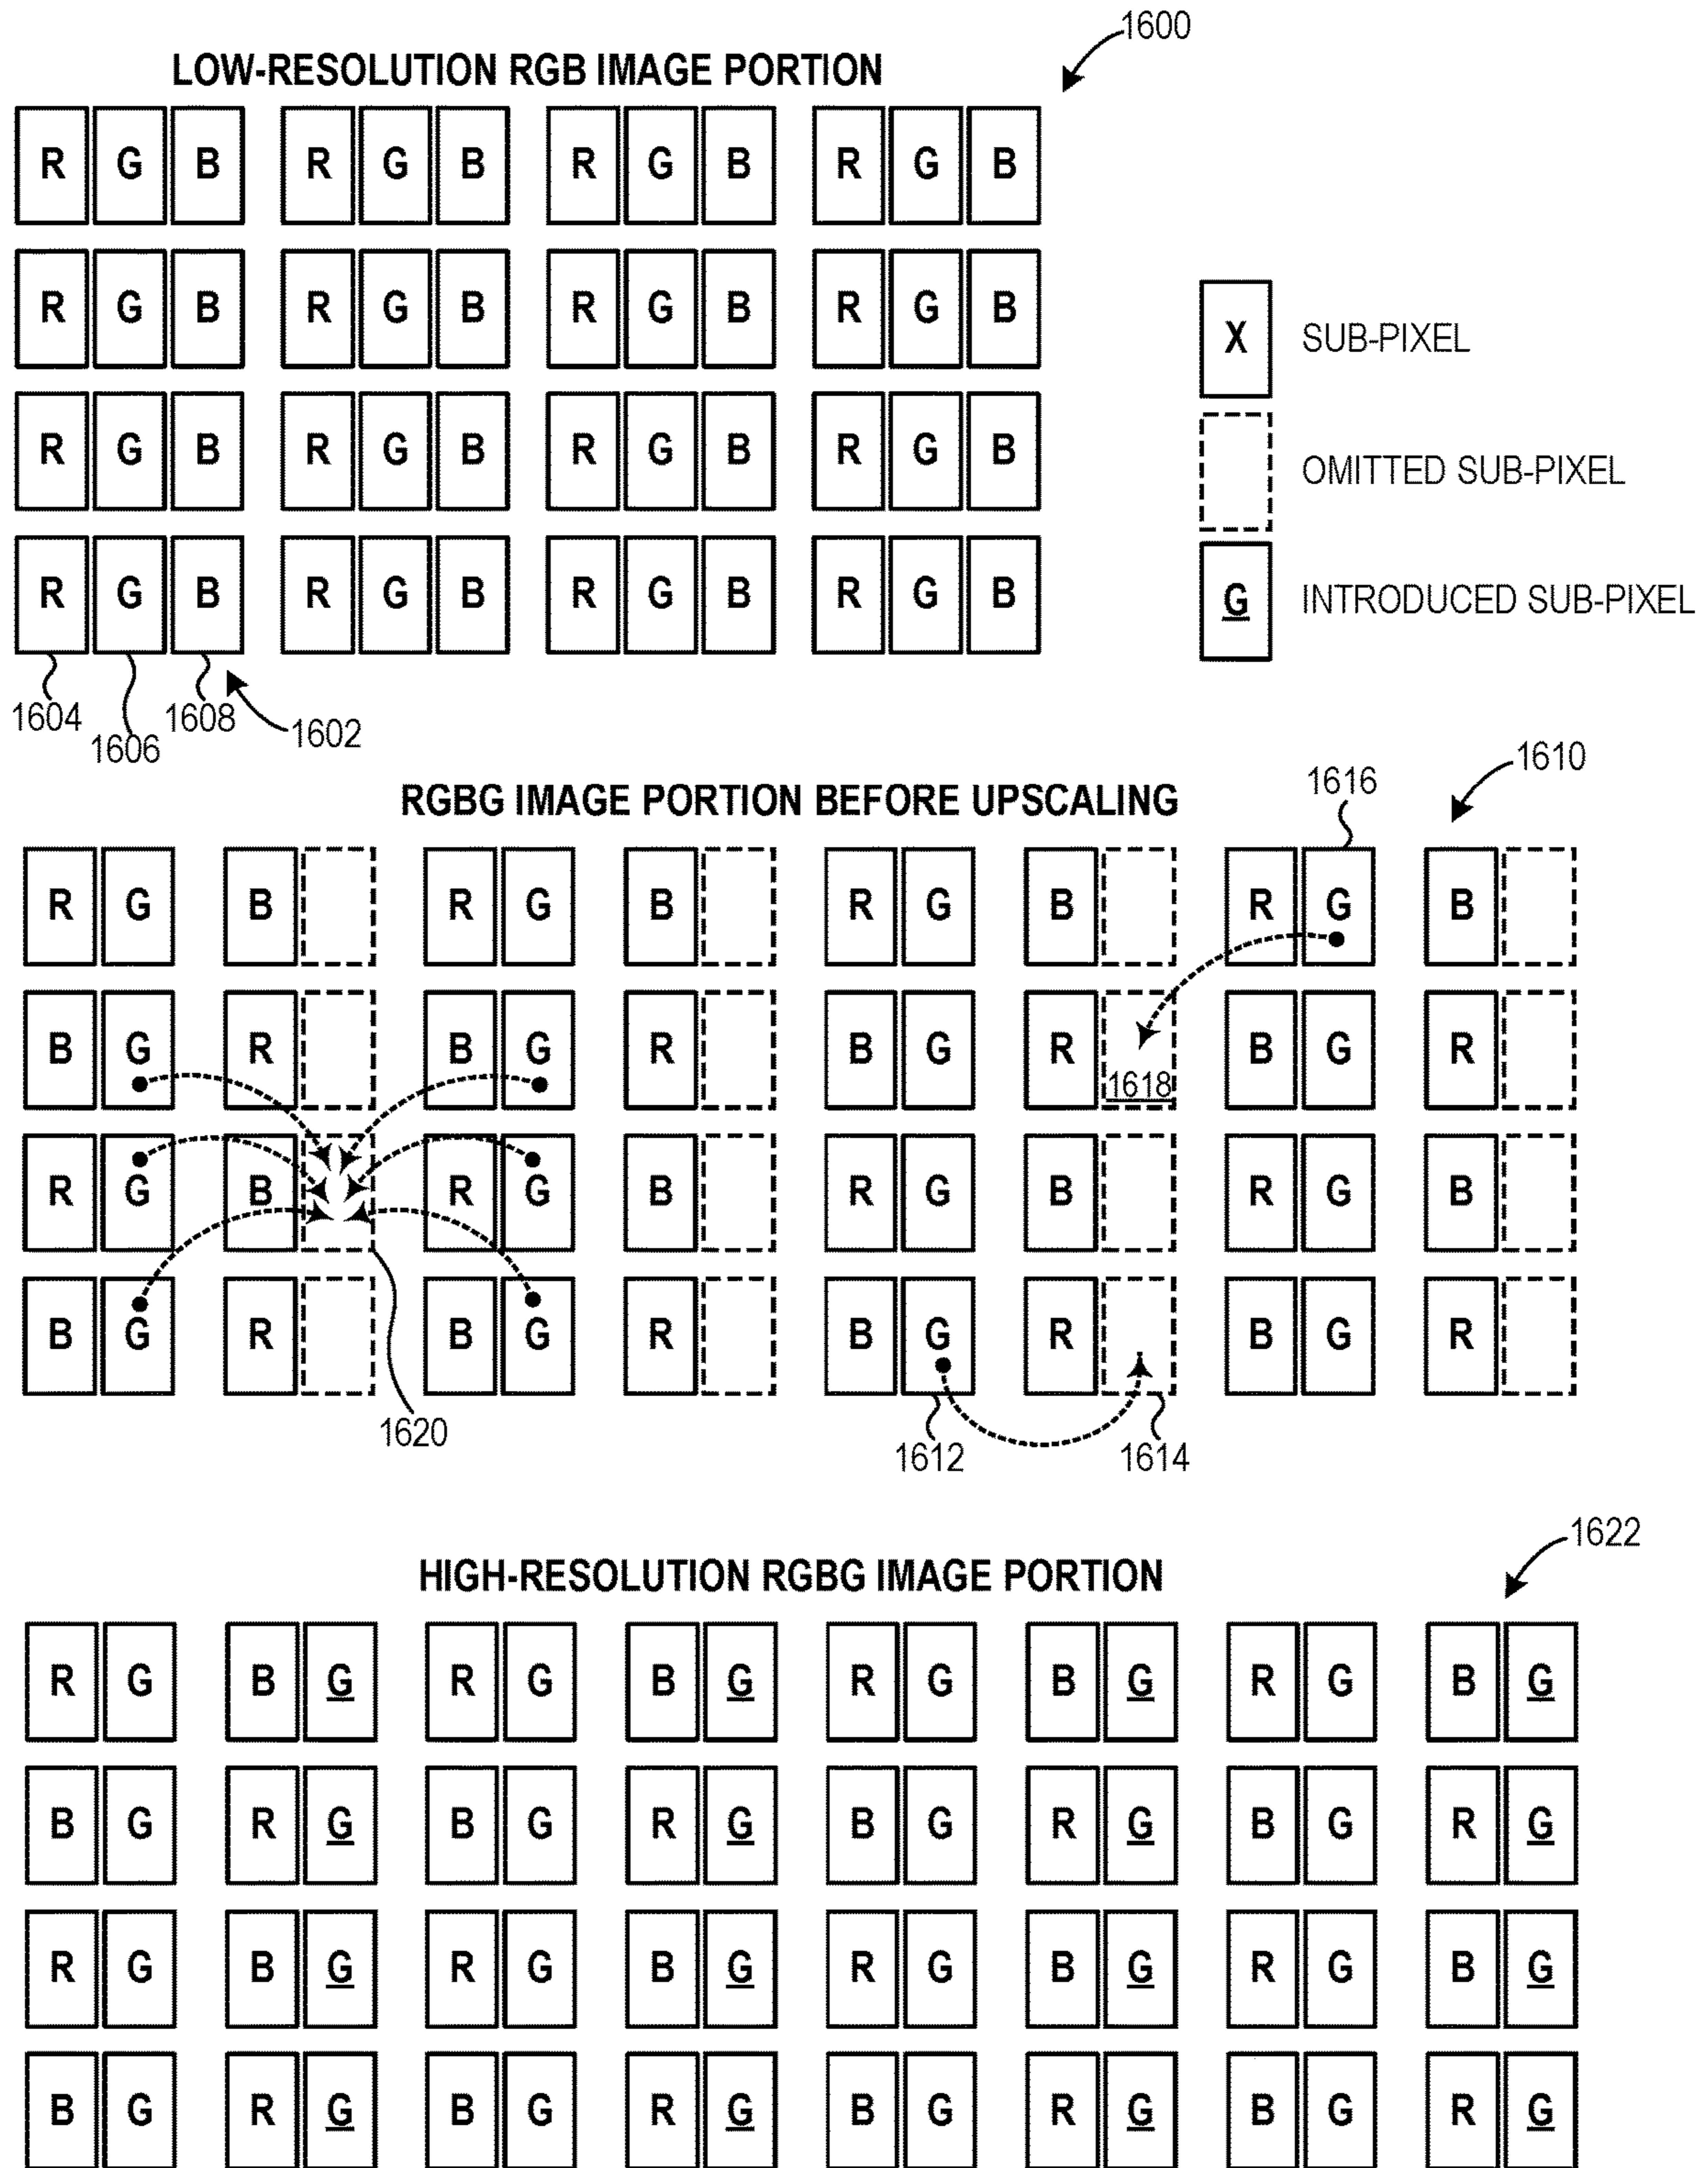 1600
LOW-RESOLUTION RGB IMAGE PORTION
R G B R G B R G B R G B
R G B R G B R G B R G B
X SUB-PIXEL
R G B R G B R G B R G B
OMITTED SUB-PIXEL
R G B R G B R G B R G B
G INTRODUCED SUB-PIXEL
1604 1606 1608 1602
1610
1616
RGBG IMAGE PORTION BEFORE UPSCALING
R G B R G B R G B R G B
B G R B G R B G R B G R
1618
R G B R G B R G B R G B
B G R B G R B G R B G R
1620 1612 1614
1622
HIGH-RESOLUTION RGBG IMAGE PORTION
R G B G R G B G R G B G R G B G
B G R G B G R G B G R G B G R G
R G B G R G B G R G B G R G B G
B G R G B G R G B G R G B G R G